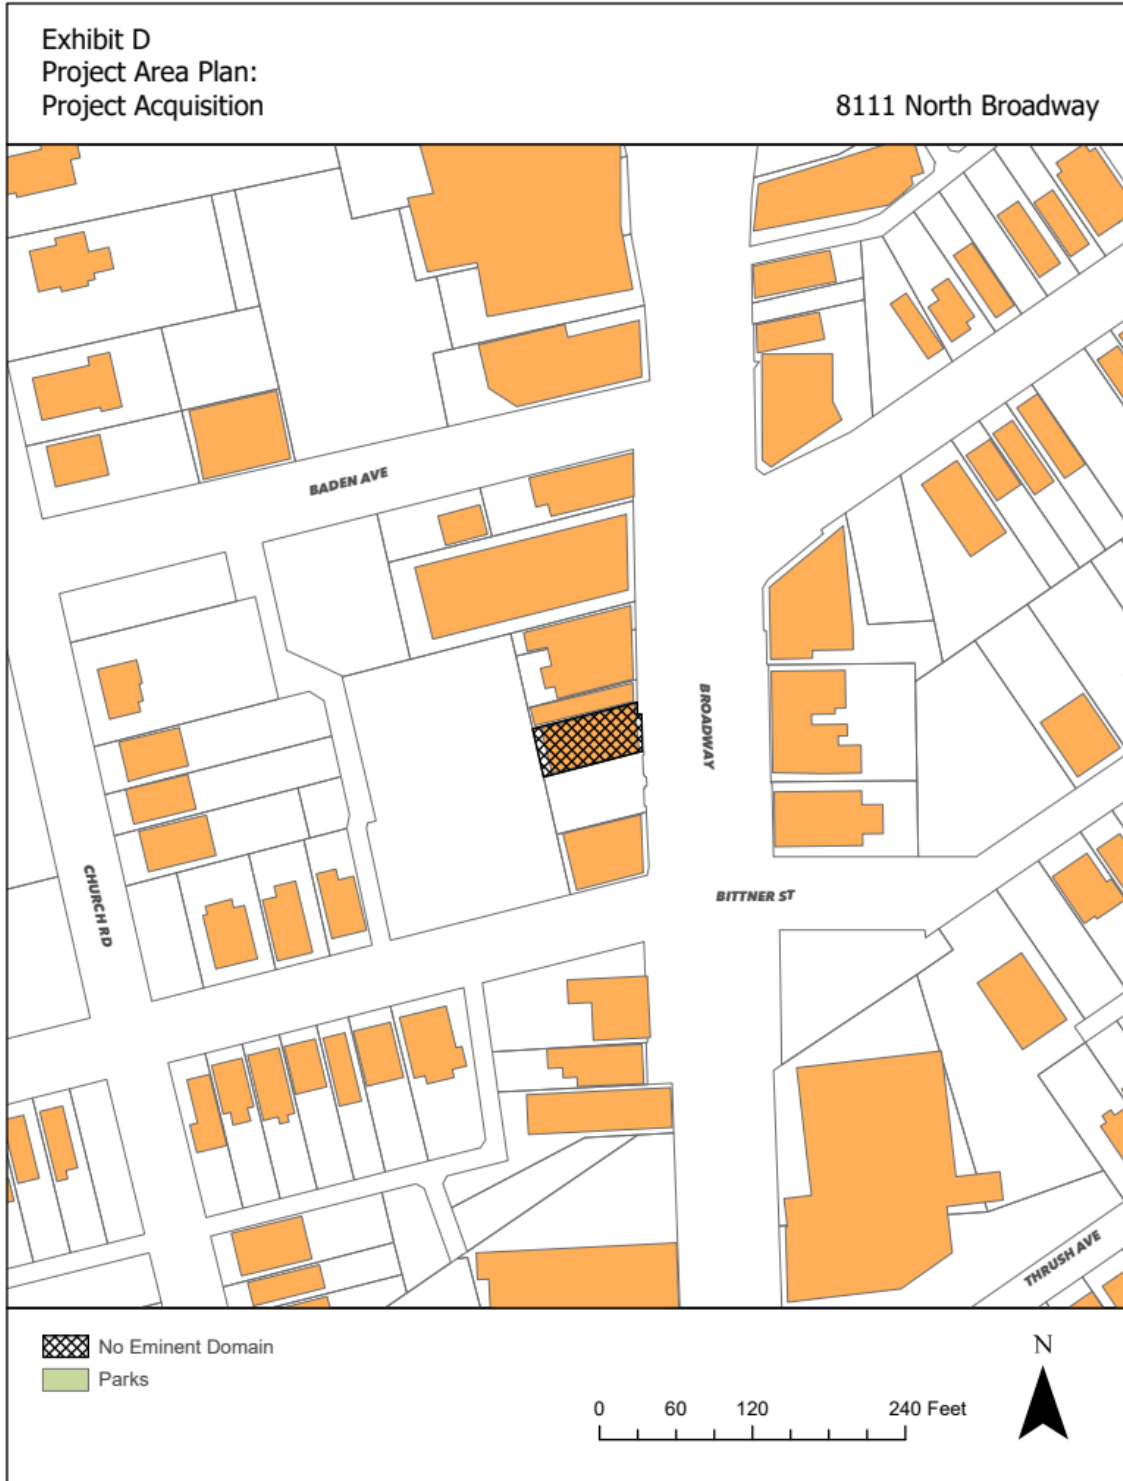 Exhibit D
Project Area Plan:
Project Acquisition
8111 North Broadway
BADEN AVE
BROADWAY
CHURCH RD
BITTNER ST
THRUSH AVE
No Eminent Domain
Parks
N
0 60 120 240 Feet